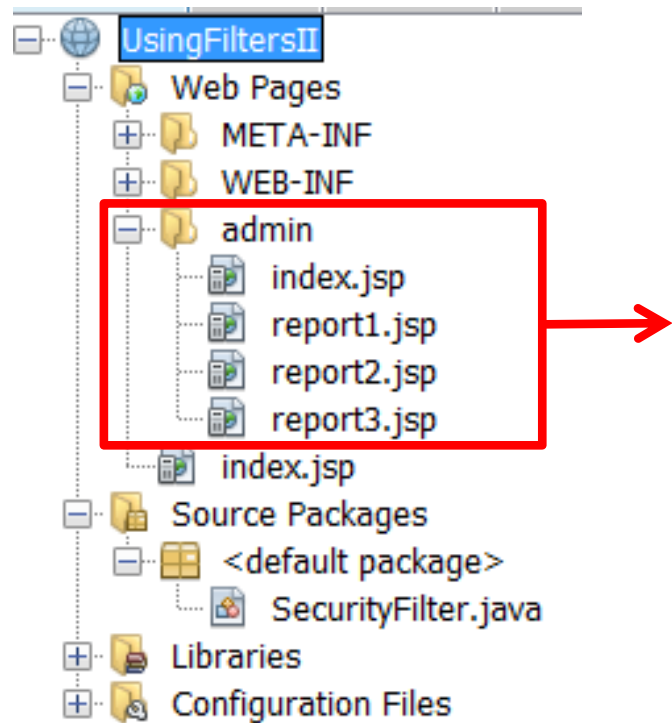 UsingFiltersII
Web Pages
META-INF
WEB-INF
admin
index.jsp
report1.jsp
report2.jsp
report3.jsp
index.jsp
Source Packages
<default package>
SecurityFilter.java
Libraries
Configuration Files